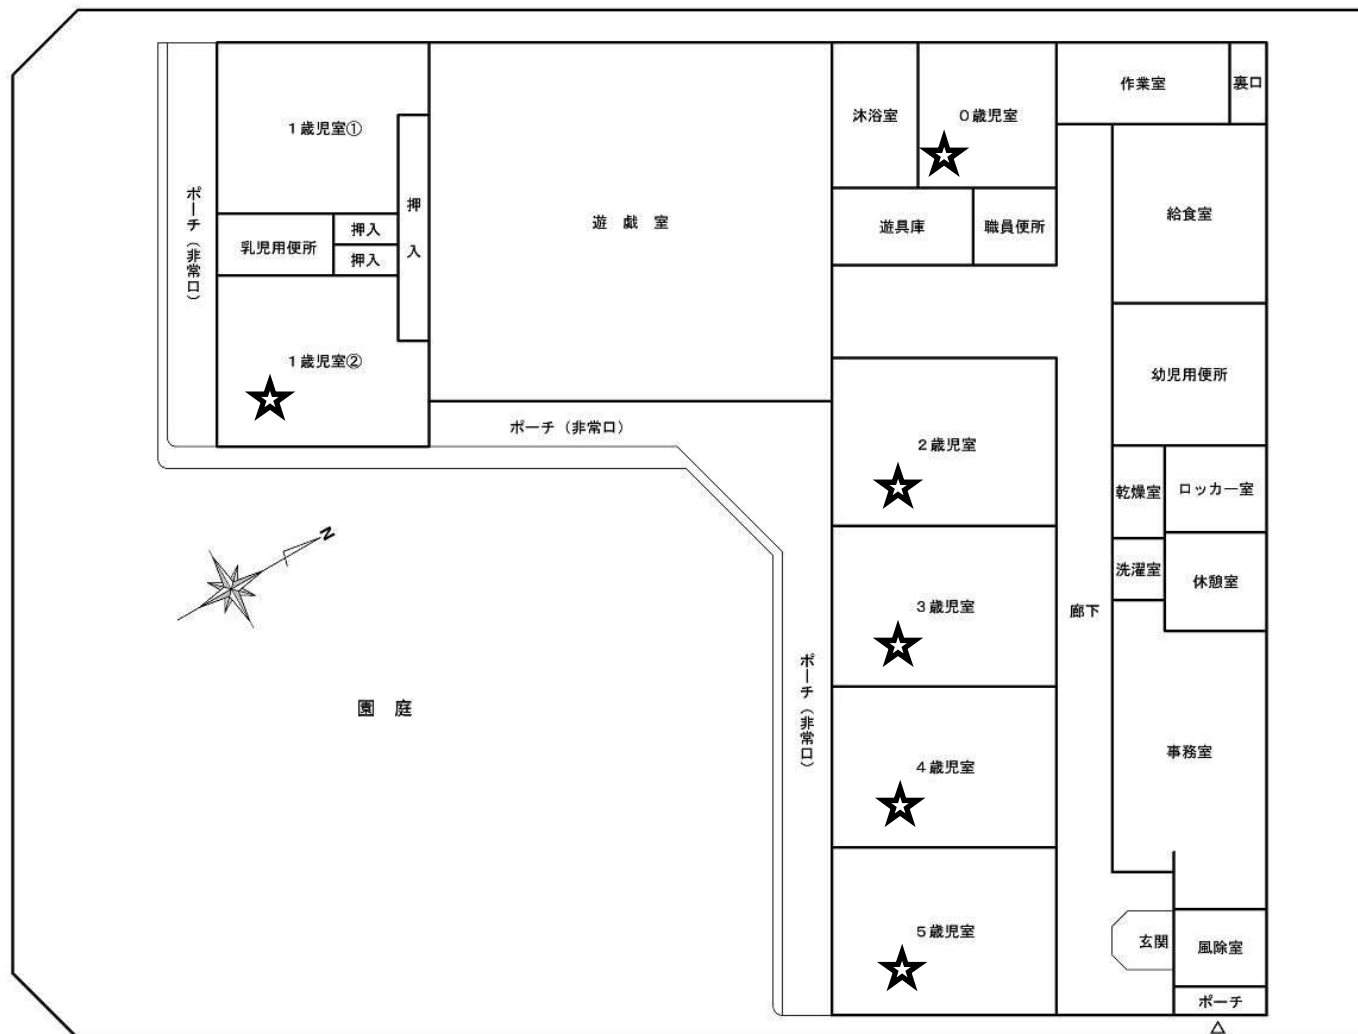 作業室
裏口
沐浴室
０歳児室
１歳児室①
ポーチ（非常口）
押入
押入
押入
乳児用便所
遊戯室
遊具庫
職員便所
給食室
１歳児室②
幼児用便所
ポーチ（非常口）
２歳児室
乾燥室
ロッカー室
N
洗濯室
休憩室
３歳児室
廊下
ポーチ（非常口）
園庭
事務室
４歳児室
５歳児室
玄関
風除室
ポーチ